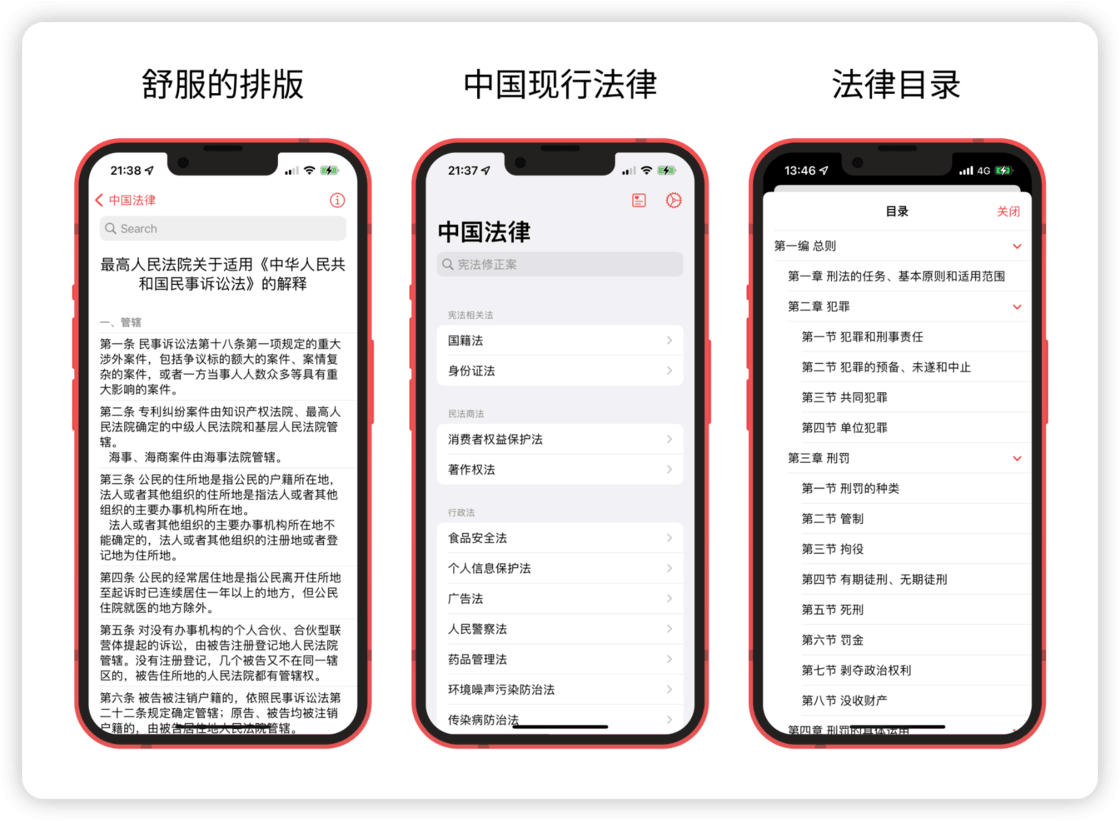 舒服的排版
中国现行法律
法律目录
21:38
中国法律
Search
最高人民法院关于适用《中华人民共
和国民事诉讼法》的解释
一、管辖
第一条 民事诉讼法第十八条第一项规定的重大
涉外案件，包括争议标的额大的案件、案情复
杂的案件，或者一方当事人人数众多等具有重
大影响的案件。
第二条 专利纠纷案件由知识产权法院、最高人
民法院确定的中级人民法院和基层人民法院管
辖。
海事、海商案件由海事法院管辖。
第三条 公民的住所地是指公民的户籍所在地，
法人或者其他组织的住所地是指法人或者其他
组织的主要办事机构所在地。
法人或者其他组织的主要办事机构所在地不
能确定的，法人或者其他组织的注册地或者登
记地为住所地。
第四条 公民的经常居住地是指公民离开住所地
至起诉时已连续居住一年以上的地方，但公民
住院就医的地方除外。
第五条 对没有办事机构的个人合伙、合伙型联
营体提起的诉讼，由被告注册登记地人民法院
管辖。没有注册登记，几个被告又不在同一辖
区的，被告住所地的人民法院都有管辖权。
第六条 被告被注销户籍的，依照民事诉讼法第
二十二条规定确定管辖；原告、被告均被注销
户籍的，由被告居住地人民法院管辖。
21:37
中国法律
宪法修正案
宪法相关法
国籍法
身份证法
民法商法
消费者权益保护法
著作权法
行政法
食品安全法
个人信息保护法
广告法
人民警察法
药品管理法
环境噪声污染防治法
传染病防治法
13:46
4G
目录
关闭
第一编 总则
第一章 刑法的任务、基本原则和适用范围
第二章 犯罪
第一节 犯罪和刑事责任
第二节 犯罪的预备、未遂和中止
第三节 共同犯罪
第四节 单位犯罪
第三章 刑罚
第一节 刑罚的种类
第二节 管制
第三节 拘役
第四节 有期徒刑、无期徒刑
第五节 死刑
第六节 罚金
第七节 剥夺政治权利
第八节 没收财产
第四章 刑罚的具体运用